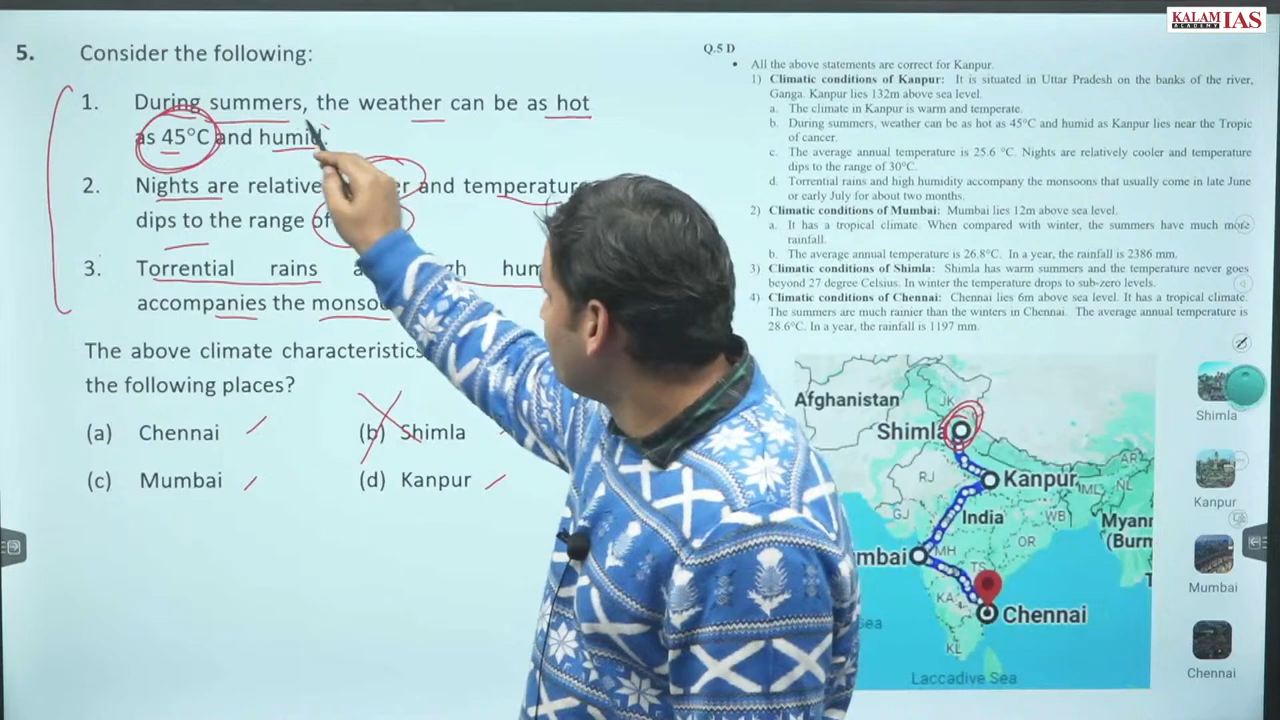 KALAM IAS
ACADEMY
5. Consider the following:
1. During summers, the weather can be as hot
as 45°C and humid.
2. Nights are relative and temperatur
dips to the range of
3. Torrential rains gh hum
accompanies the monso
The above climate characteristics
the following places?
(a) Chennai (b) Shimla
(c) Mumbai (d) Kanpur
Q.5 D
• All the above statements are correct for Kanpur.
1) Climatic conditions of Kanpur: It is situated in Uttar Pradesh on the banks of the river,
Ganga. Kanpur lies 132m above sea level.
a. The climate in Kanpur is warm and temperate.
b. During summers, weather can be as hot as 45°C and humid as Kanpur lies near the Tropic
of cancer.
c. The average annual temperature is 25.6 °C. Nights are relatively cooler and temperature
dips to the range of 30°C.
d. Torrential rains and high humidity accompany the monsoons that usually come in late June
or early July for about two months.
2) Climatic conditions of Mumbai: Mumbai lies 12m above sea level.
a. It has a tropical climate. When compared with winter, the summers have much more
rainfall.
b. The average annual temperature is 26.8°C. In a year, the rainfall is 2386 mm.
3) Climatic conditions of Shimla: Shimla has warm summers and the temperature never goes
beyond 27 degree Celsius. In winter the temperature drops to sub-zero levels.
4) Climatic conditions of Chennai: Chennai lies 6m above sea level. It has a tropical climate.
The summers are much rainier than the winters in Chennai. The average annual temperature is
28.6°C. In a year, the rainfall is 1197 mm.
Afghanistan
JK
Shimla
RJ
Kanpur
AR
ML NL
GJ
India
WB
Myanr
(Burm
OR
mbai
MH
TS
KA
Chennai
KL
Sea
Laccadive Sea
Shimla
Kanpur
Mumbai
Chennai